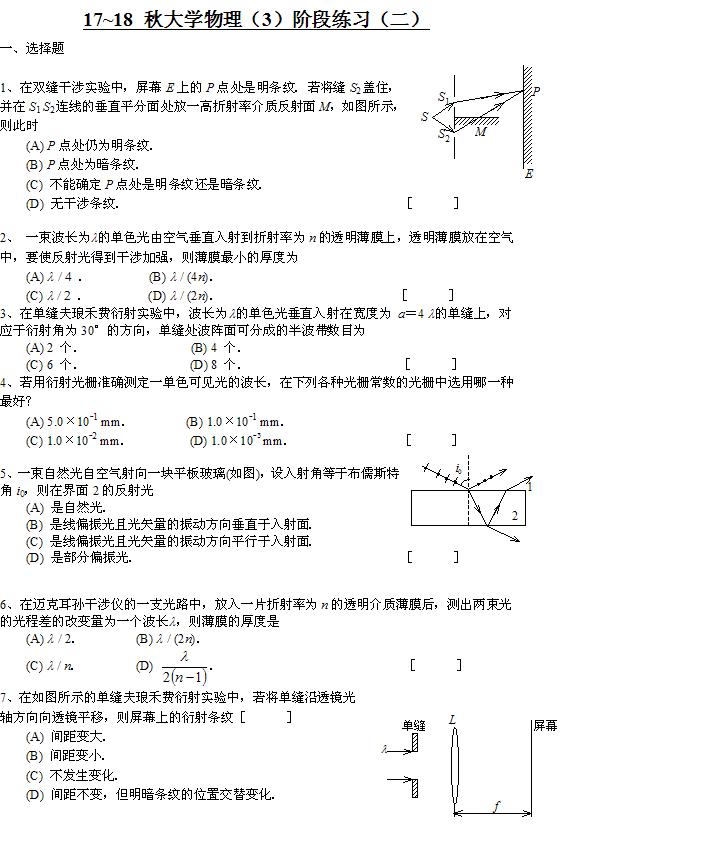 17~18 秋大学物理（3）阶段练习（二）
一、选择题
1、在双缝干涉实验中，屏幕 E 上的 P 点处是明条纹．若将缝 S2 盖住，
并在 S1 S2 连线的垂直平分面处放一高折射率介质反射面 M，如图所示，
则此时
(A) P 点处仍为明条纹．
(B) P 点处为暗条纹．
(C) 不能确定 P 点处是明条纹还是暗条纹．
(D) 无干涉条纹． [ ]
S
S1
S2
M
P
E
2、 一束波长为λ的单色光由空气垂直入射到折射率为 n 的透明薄膜上，透明薄膜放在空气
中，要使反射光得到干涉加强，则薄膜最小的厚度为
(A) λ / 4 ． (B) λ / (4n)．
(C) λ / 2 ． (D) λ / (2n)． [ ]
3、在单缝夫琅禾费衍射实验中，波长为λ的单色光垂直入射在宽度为 a＝4 λ的单缝上，对
应于衍射角为 30° 的方向，单缝处波阵面可分成的半波带数目为
(A) 2 个． (B) 4 个．
(C) 6 个． (D) 8 个． [ ]
4、若用衍射光栅准确测定一单色可见光的波长，在下列各种光栅常数的光栅中选用哪一种
最好？
(A) 5.0×10⁻¹ mm． (B) 1.0×10⁻¹ mm．
(C) 1.0×10⁻² mm． (D) 1.0×10⁻³ mm． [ ]
5、一束自然光自空气射向一块平板玻璃(如图)，设入射角等于布儒斯特
角 i0，则在界面 2 的反射光
(A) 是自然光．
(B) 是线偏振光且光矢量的振动方向垂直于入射面．
(C) 是线偏振光且光矢量的振动方向平行于入射面．
(D) 是部分偏振光． [ ]
i0
1
2
6、在迈克耳孙干涉仪的一支光路中，放入一片折射率为 n 的透明介质薄膜后，测出两束光
的光程差的改变量为一个波长λ，则薄膜的厚度是
(A) λ / 2． (B) λ / (2n)．
(C) λ / n． (D) λ / 2(n−1)． [ ]
7、在如图所示的单缝夫琅禾费衍射实验中，若将单缝沿透镜光
轴方向向透镜平移，则屏幕上的衍射条纹 [ ]
(A) 间距变大．
(B) 间距变小．
(C) 不发生变化．
(D) 间距不变，但明暗条纹的位置交替变化．
单缝
L
屏幕
λ
f